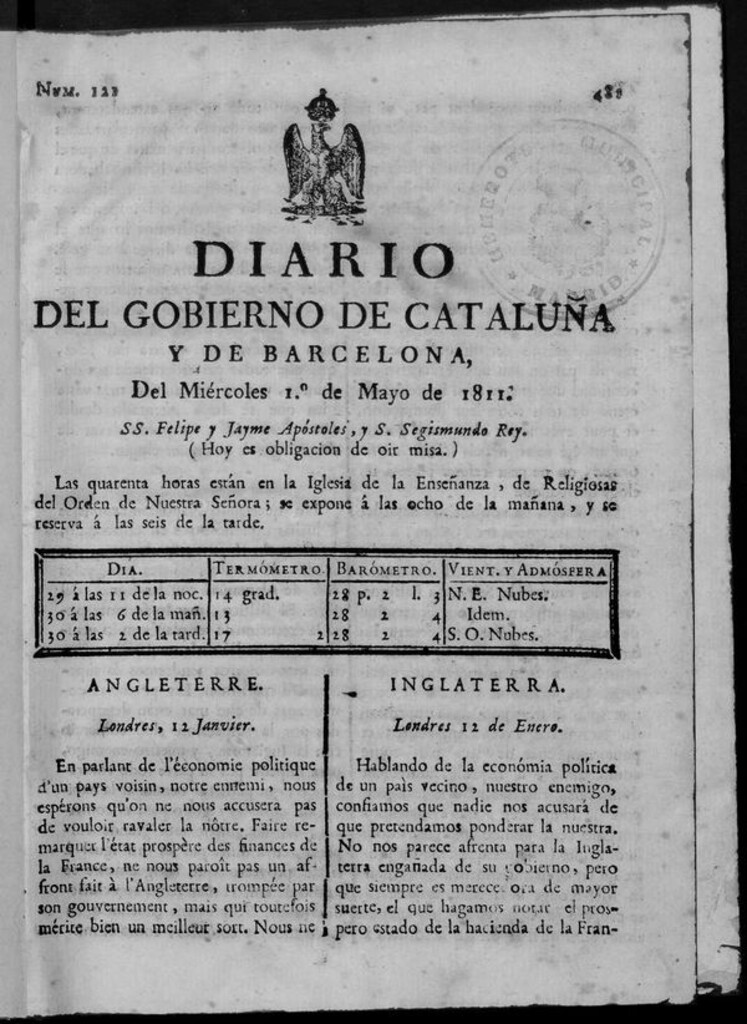 NUM. 121
DIARIO
DEL GOBIERNO DE CATALUÑA
Y DE BARCELONA,
Del Miércoles 1.º de Mayo de 1811.
SS. Felipe y Jayme Apóstoles, y S. Segismundo Rey.
( Hoy es obligacion de oir misa. )
Las quarenta horas están en la Iglesia de la Enseñanza , de Religiosas
del Orden de Nuestra Señora ; se expone á las ocho de la mañana , y se
reserva á las seis de la tarde.
DIA. TERMÓMETRO. BARÓMETRO. VIENT. Y ADMÓSFERA
29 á las 11 de la noc. 14 grad. 28 p. 2 l. 3 N. E. Nubes.
30 á las 6 de la mañ. 13 28 2 4 Idem.
30 á las 2 de la tard. 17 2 28 2 4 S. O. Nubes.
ANGLETERRE.
Londres, 12 Janvier.
En parlant de l'économie politique
d'un pays voisin, notre ennemi, nous
espérons qu'on ne nous accusera pas
de vouloir ravaler la nôtre. Faire re-
marquer l'état prospère des finances de
la France, ne nous paroît pas un af-
front fait à l'Angleterre, trompée par
son gouvernement, mais qui toutefois
mérite bien un meilleur sort. Nous ne
INGLATERRA.
Londres 12 de Enero.
Hablando de la económia política
de un pais vecino, nuestro enemigo,
confiamos que nadie nos acusará de
que pretendamos ponderar la nuestra.
No nos parece afrenta para la Ingla-
terra engañada de su gobierno, pero
que siempre es merecedora de mayor
suerte, el que hagamos notar el pros-
pero estado de la hacienda de la Fran-
HEMEROTECA MUNICIPAL
MADRID